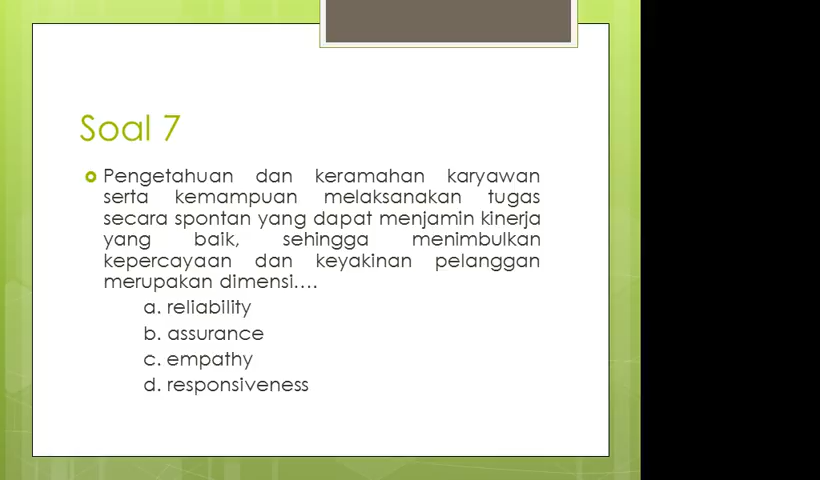 Soal 7
Pengetahuan dan keramahan karyawan
serta kemampuan melaksanakan tugas
secara spontan yang dapat menjamin kinerja
yang baik, sehingga menimbulkan
kepercayaan dan keyakinan pelanggan
merupakan dimensi....
a. reliability
b. assurance
c. empathy
d. responsiveness